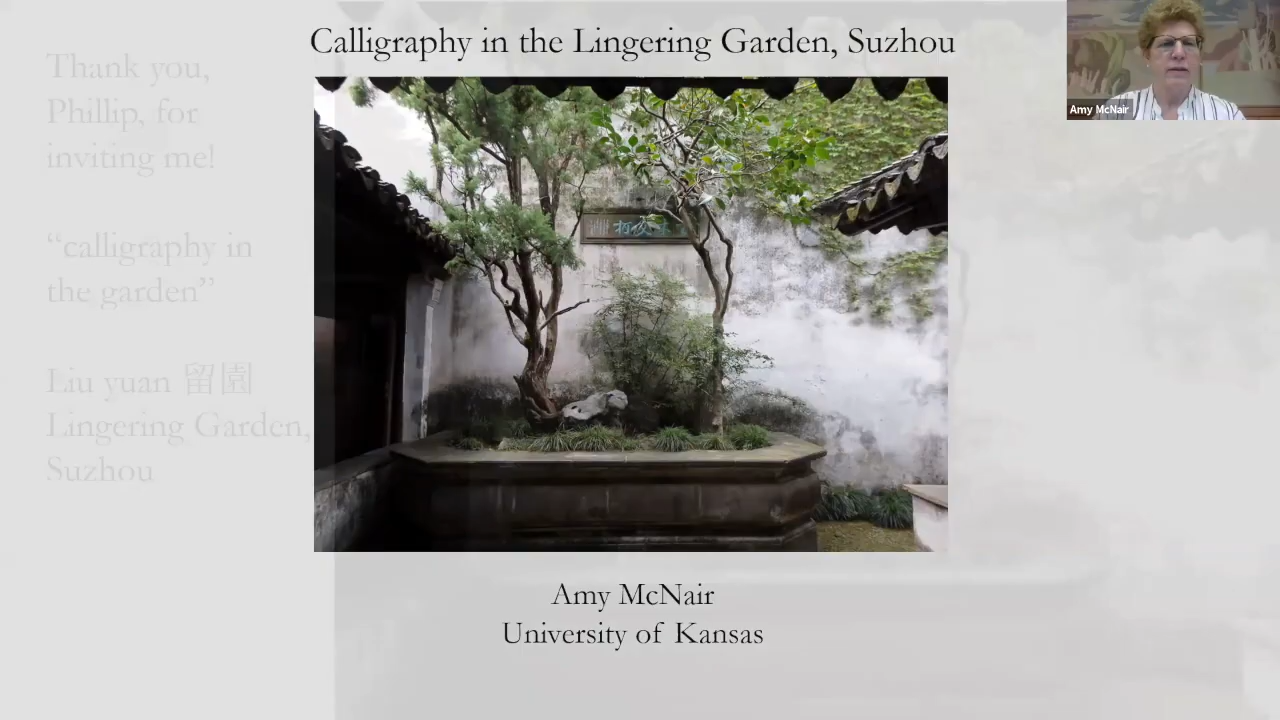 Calligraphy in the Lingering Garden, Suzhou
Amy McNair
Thank you,
Phillip, for
inviting me!
“calligraphy in
the garden”
Liu yuan 留園
Lingering Garden,
Suzhou
Amy McNair
University of Kansas